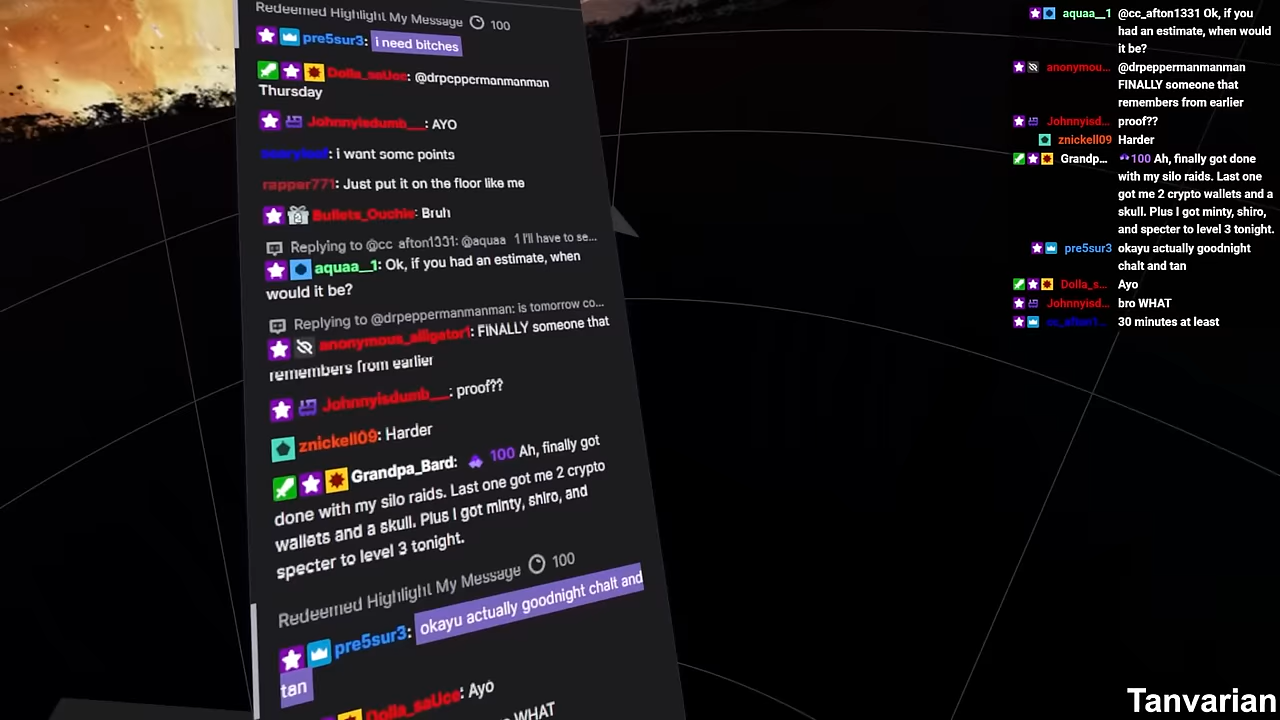 Redeemed Highlight My Message 100
pre5sur3: i need bitches
Dolla_saUce: @drpeppermanmanman
Thursday
Johnnyisdumb__: AYO
: i want some points
rapper771: Just put it on the floor like me
Bullets_Ouchie: Bruh
Replying to @cc_afton1331: @aquaa__1 I'll have to se...
aquaa__1: Ok, if you had an estimate, when
would it be?
Replying to @drpeppermanmanman: is tomorrow co...
anonymous_alligator1: FINALLY someone that
remembers from earlier
Johnnyisdumb__: proof??
znickell09: Harder
Grandpa_Bard: 100 Ah, finally got
done with my silo raids. Last one got me 2 crypto
wallets and a skull. Plus I got minty, shiro, and
specter to level 3 tonight.
Redeemed Highlight My Message 100
pre5sur3: okayu actually goodnight chalt and
tan
Dolla_saUce: Ayo
WHAT
aquaa__1 @cc_afton1331 Ok, if you
had an estimate, when would
it be?
anonymou... @drpeppermanmanman
FINALLY someone that
remembers from earlier
Johnnyisd... proof??
znickell09 Harder
Grandp... 100 Ah, finally got done
with my silo raids. Last one
got me 2 crypto wallets and a
skull. Plus I got minty, shiro,
and specter to level 3 tonight.
pre5sur3 okayu actually goodnight
chalt and tan
Dolla_s... Ayo
Johnnyisd... bro WHAT
cc_afton1... 30 minutes at least
Tanvarian